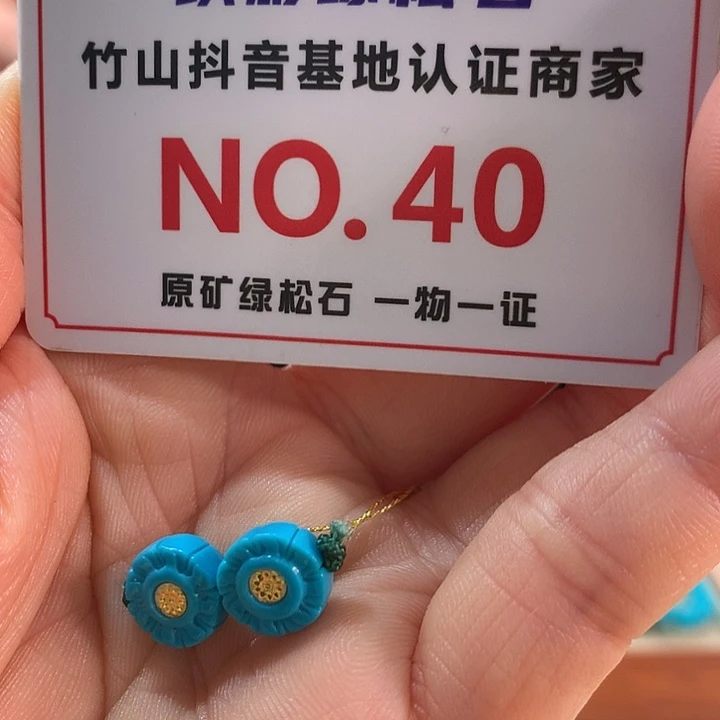 竹山抖音基地认证商家
NO. 40
原矿绿松石 一物一证